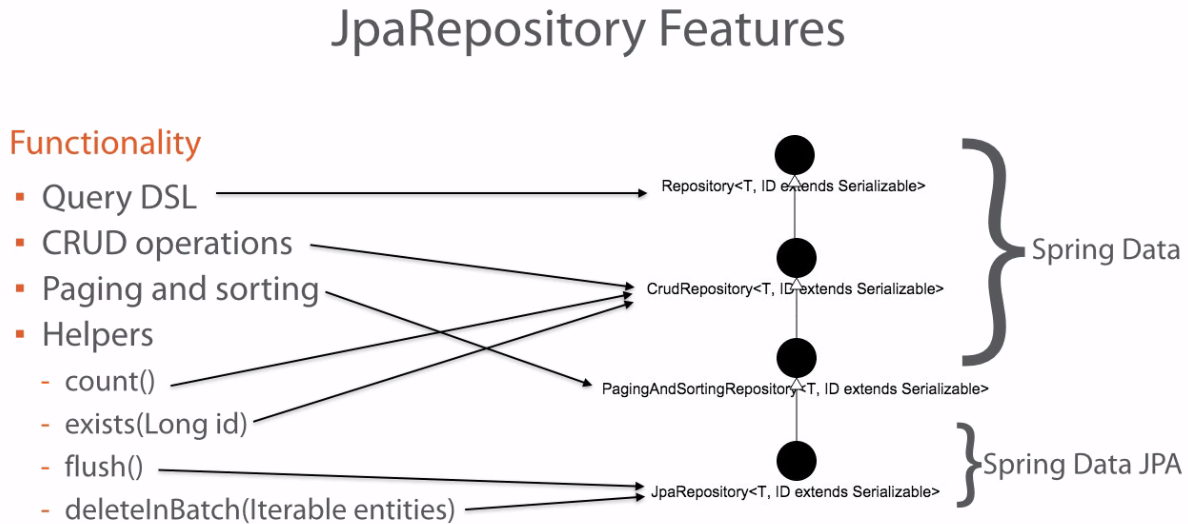 JpaRepository Features
Functionality
▪ Query DSL
▪ CRUD operations
▪ Paging and sorting
▪ Helpers
- count()
- exists(Long id)
- flush()
- deleteInBatch(Iterable entities)
Repository<T, ID extends Serializable>
CrudRepository<T, ID extends Serializable>
PagingAndSortingRepository<T, ID extends Serializable>
JpaRepository<T, ID extends Serializable>
Spring Data
Spring Data JPA